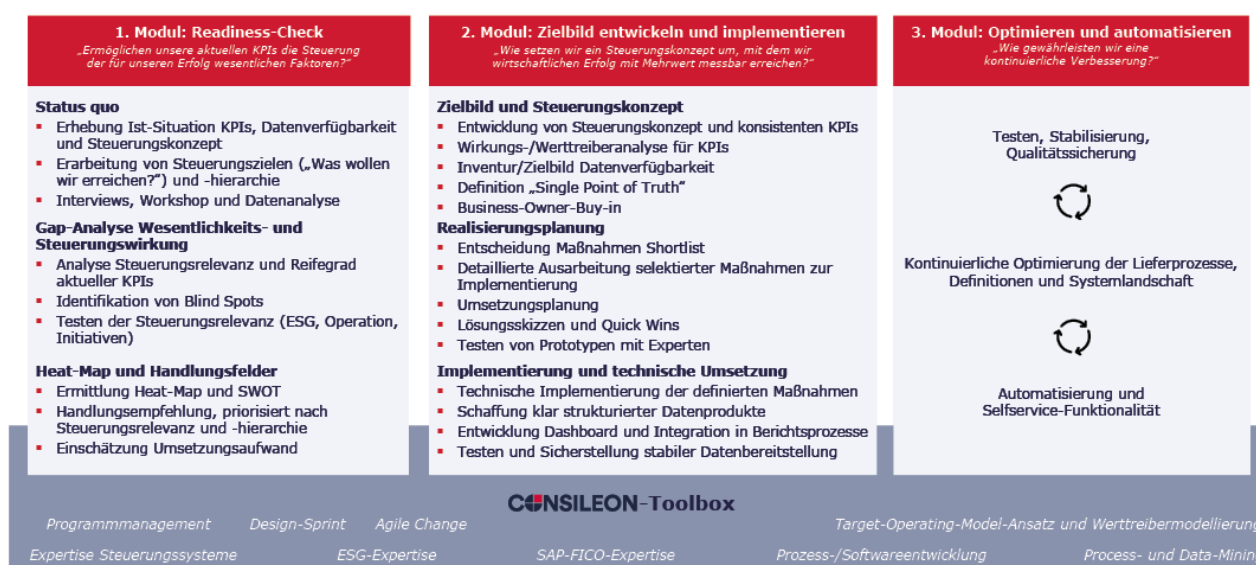 1. Modul: Readiness-Check
„Ermöglichen unsere aktuellen KPIs die Steuerung
der für unseren Erfolg wesentlichen Faktoren?“
Status quo
▪ Erhebung Ist-Situation KPIs, Datenverfügbarkeit
und Steuerungskonzept
▪ Erarbeitung von Steuerungszielen („Was wollen
wir erreichen?“) und -hierarchie
▪ Interviews, Workshop und Datenanalyse
Gap-Analyse Wesentlichkeits- und
Steuerungswirkung
▪ Analyse Steuerungsrelevanz und Reifegrad
aktueller KPIs
▪ Identifikation von Blind Spots
▪ Testen der Steuerungsrelevanz (ESG, Operation,
Initiativen)
Heat-Map und Handlungsfelder
▪ Ermittlung Heat-Map und SWOT
▪ Handlungsempfehlung, priorisiert nach
Steuerungsrelevanz und -hierarchie
▪ Einschätzung Umsetzungsaufwand
2. Modul: Zielbild entwickeln und implementieren
„Wie setzen wir ein Steuerungskonzept um, mit dem wir
wirtschaftlichen Erfolg mit Mehrwert messbar erreichen?“
Zielbild und Steuerungskonzept
▪ Entwicklung von Steuerungskonzept und konsistenten KPIs
▪ Wirkungs-/Werttreiberanalyse für KPIs
▪ Inventur/Zielbild Datenverfügbarkeit
▪ Definition „Single Point of Truth“
▪ Business-Owner-Buy-in
Realisierungsplanung
▪ Entscheidung Maßnahmen Shortlist
▪ Detaillierte Ausarbeitung selektierter Maßnahmen zur
Implementierung
▪ Umsetzungsplanung
▪ Lösungsskizzen und Quick Wins
▪ Testen von Prototypen mit Experten
Implementierung und technische Umsetzung
▪ Technische Implementierung der definierten Maßnahmen
▪ Schaffung klar strukturierter Datenprodukte
▪ Entwicklung Dashboard und Integration in Berichtsprozesse
▪ Testen und Sicherstellung stabiler Datenbereitstellung
3. Modul: Optimieren und automatisieren
„Wie gewährleisten wir eine
kontinuierliche Verbesserung?“
Testen, Stabilisierung,
Qualitätssicherung
Kontinuierliche Optimierung der Lieferprozesse,
Definitionen und Systemlandschaft
Automatisierung und
Selfservice-Funktionalität
CONSILEON-Toolbox
Programmmanagement Design-Sprint Agile Change Target-Operating-Model-Ansatz und Werttreibermodellierung
Expertise Steuerungssysteme ESG-Expertise SAP-FICO-Expertise Prozess-/Softwareentwicklung Process- und Data-Mining